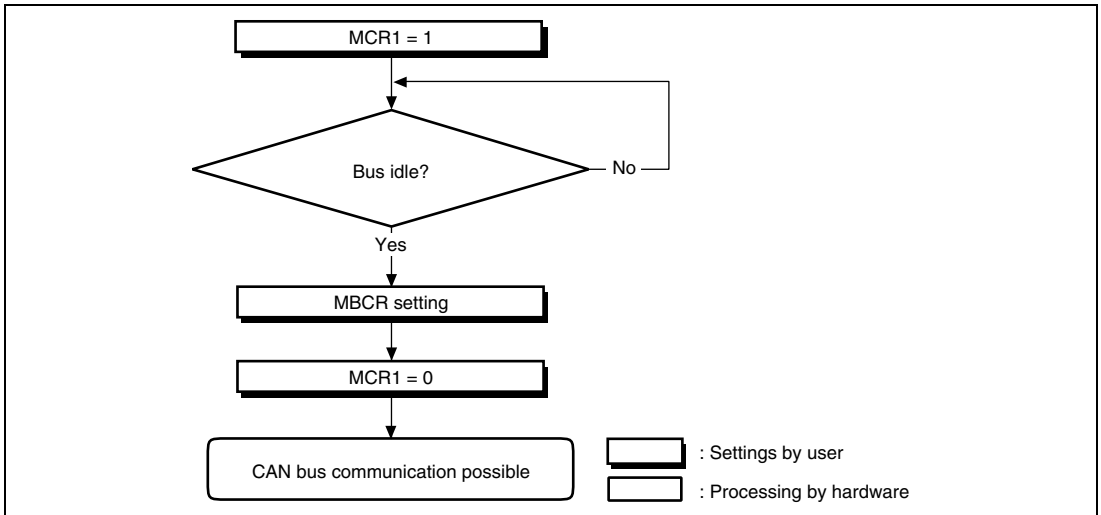 MCR1 = 1
Bus idle?
No
Yes
MBCR setting
MCR1 = 0
CAN bus communication possible
: Settings by user
: Processing by hardware